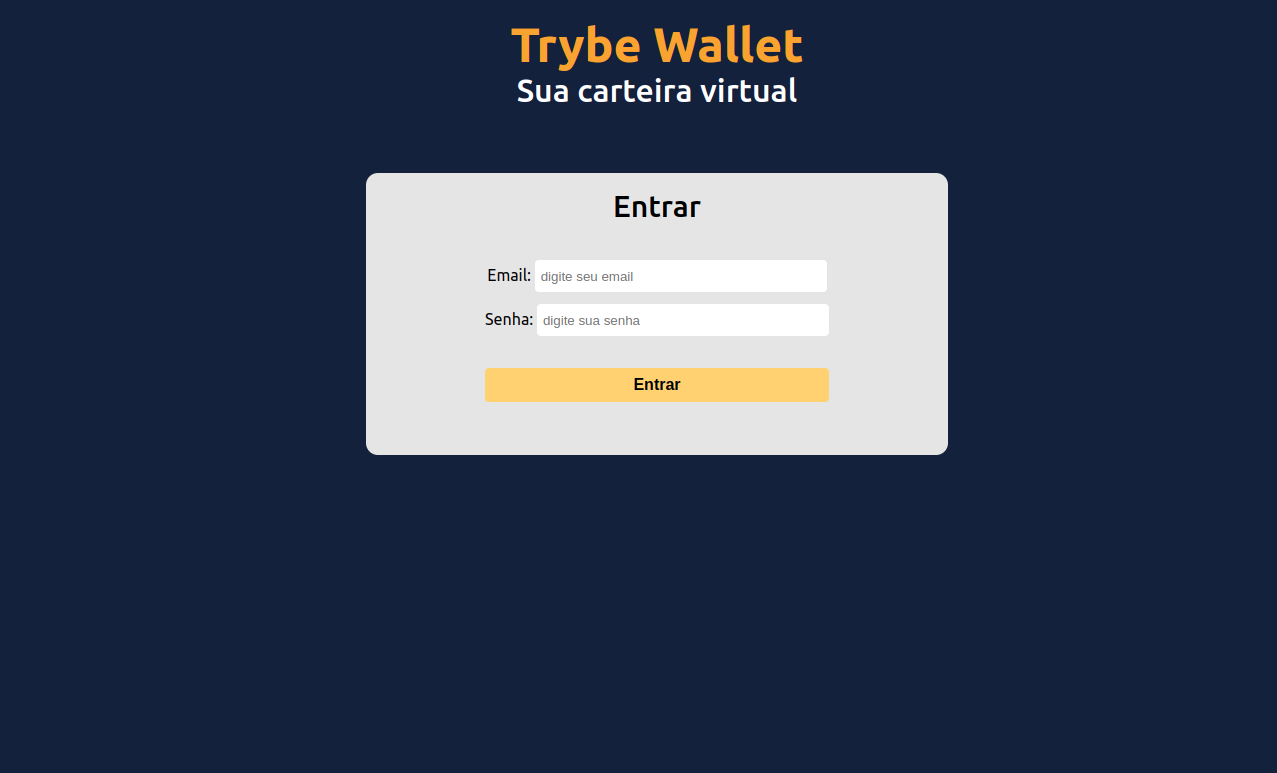 Trybe Wallet
Sua carteira virtual
Entrar
Email: digite seu email
Senha: digite sua senha
Entrar